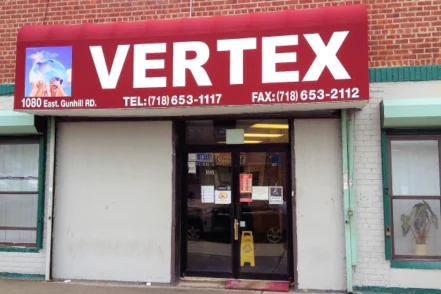 VERTEX
1080 East. Gunhill RD.
TEL:(718) 653-1117
FAX:(718) 653-2112